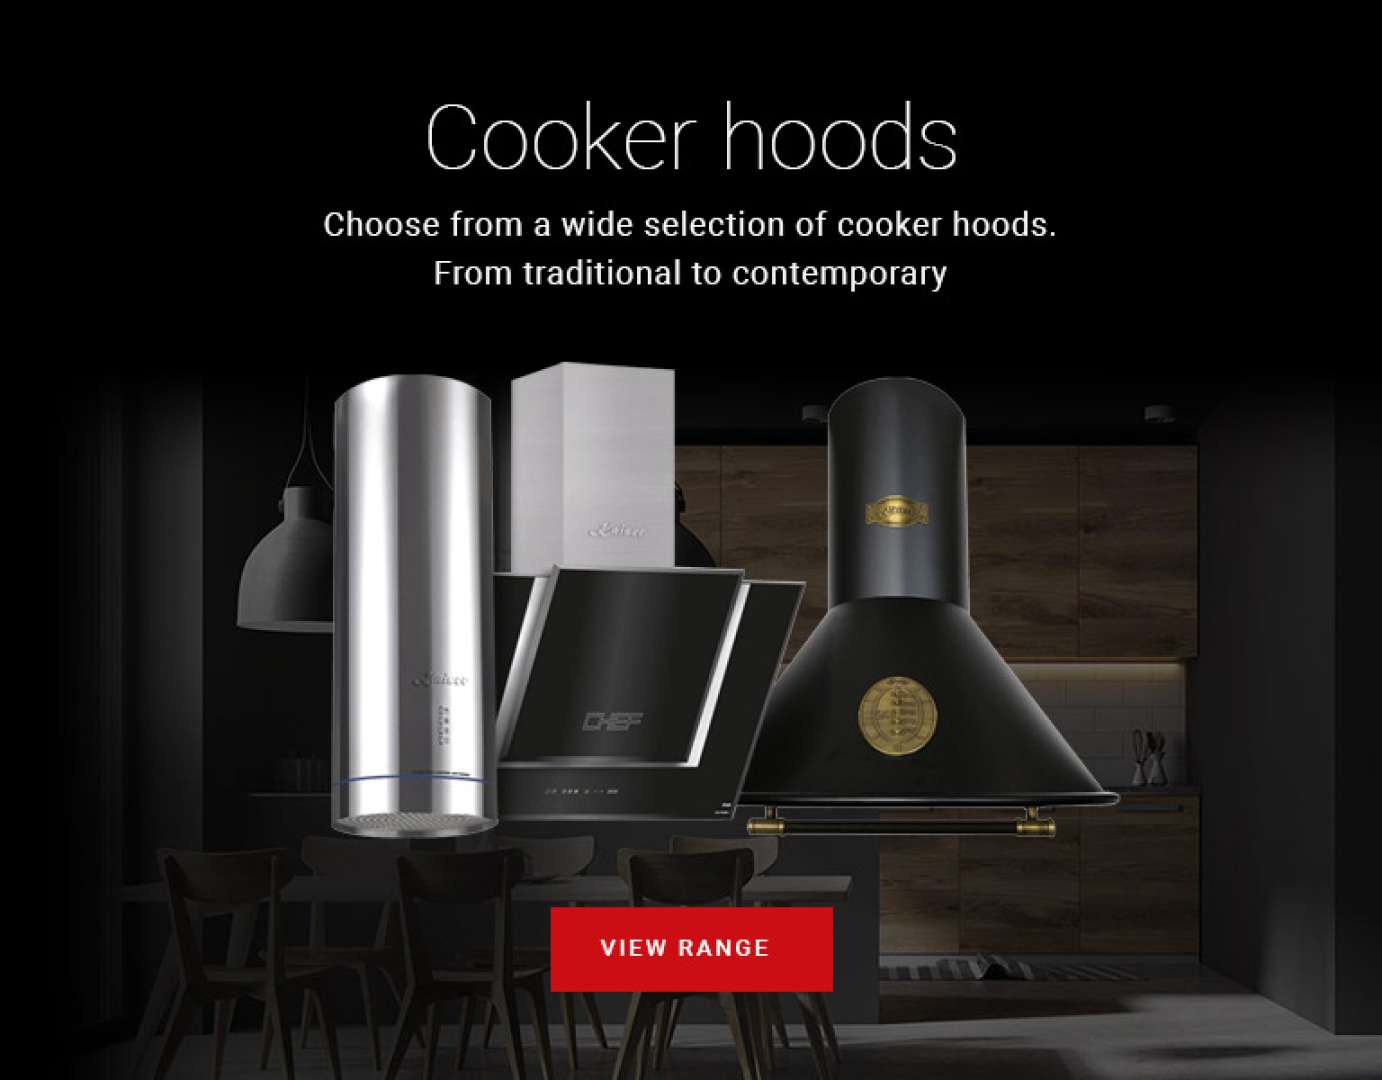 Cooker hoods
Choose from a wide selection of cooker hoods.
From traditional to contemporary
Kaiser
Kaiser
CHEF
VIEW RANGE